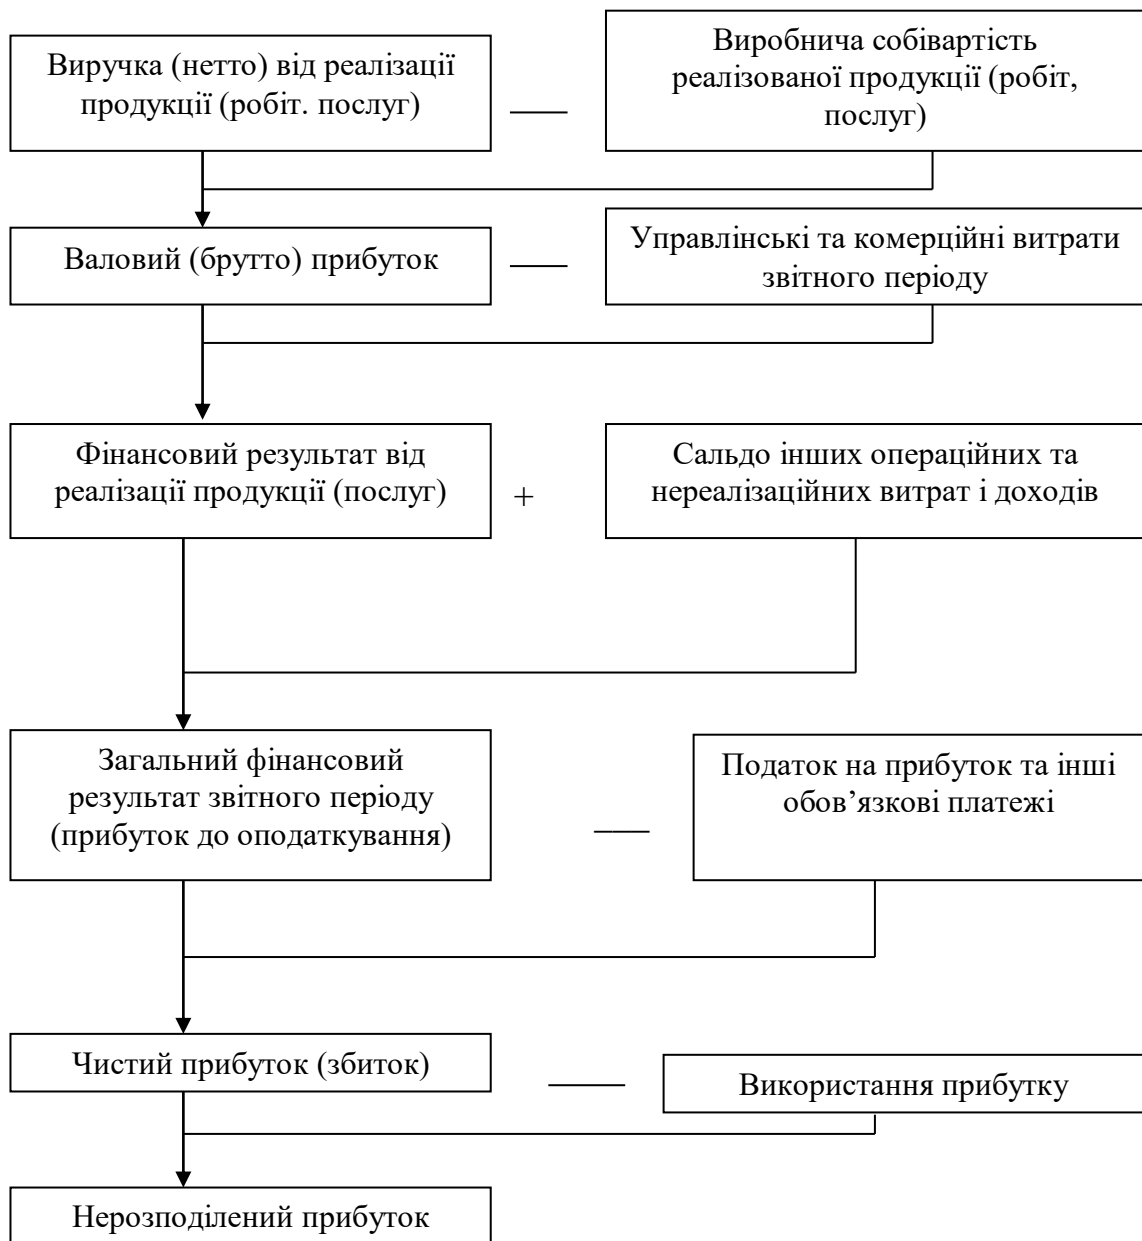 Виручка (нетто) від реалізації
продукції (робіт. послуг)
—
Виробнича собівартість
реалізованої продукції (робіт,
послуг)
Валовий (брутто) прибуток
—
Управлінські та комерційні витрати
звітного періоду
Фінансовий результат від
реалізації продукції (послуг)
+
Сальдо інших операційних та
нереалізаційних витрат і доходів
Загальний фінансовий
результат звітного періоду
(прибуток до оподаткування)
—
Податок на прибуток та інші
обов’язкові платежі
Чистий прибуток (збиток)
—
Використання прибутку
Нерозподілений прибуток